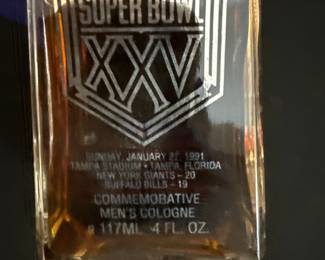 SUPER BOWL
XXV
SUNDAY, JANUARY 27, 1991
TAMPA STADIUM • TAMPA, FLORIDA
NEW YORK GIANTS - 20
BUFFALO BILLS - 19
COMMEMORATIVE
MEN'S COLOGNE
117ML 4 FL. OZ.